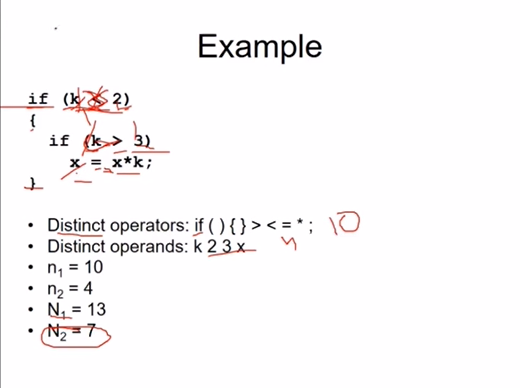 Example
if (k < 2)
{
if (k > 3)
x = x*k;
}
• Distinct operators: if ( ) { } > < = * ; 10
• Distinct operands: k 2 3 x 4
• n₁ = 10
• n₂ = 4
• N₁ = 13
• N₂ = 7